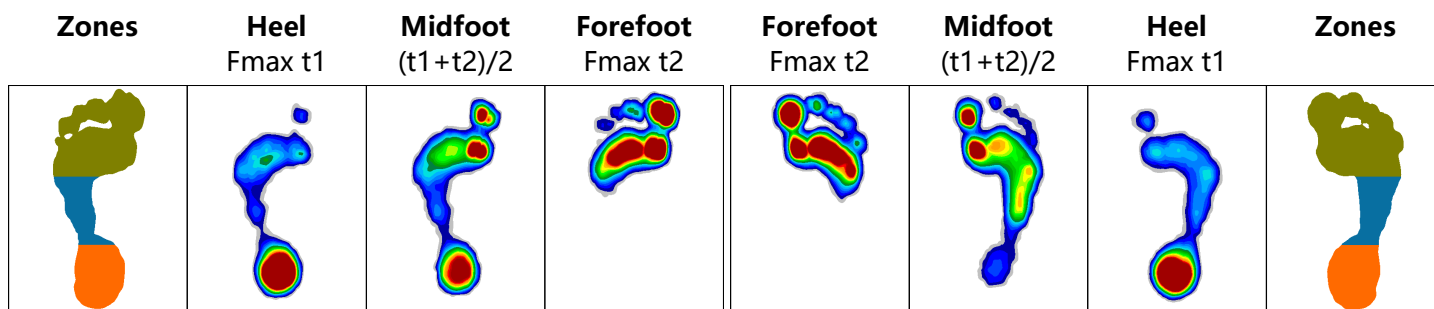 Zones Heel Midfoot Forefoot Forefoot Midfoot Heel Zones
Fmax t1 (t1+t2)/2 Fmax t2 Fmax t2 (t1+t2)/2 Fmax t1